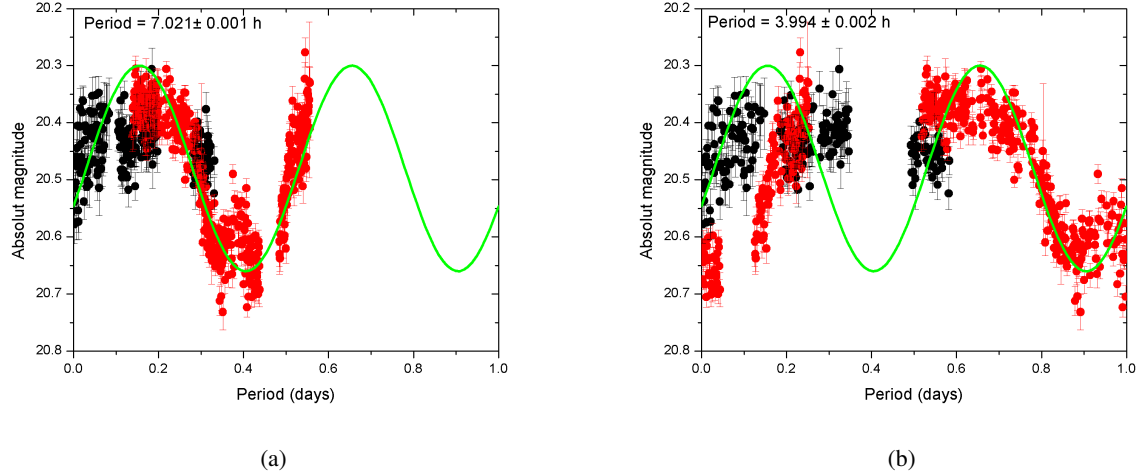 Period = 7.021± 0.001 h
20.2
20.3
20.4
20.5
20.6
20.7
20.8
Absolut magnitude
0.0 0.2 0.4 0.6 0.8 1.0
Period (days)
(a)
Period = 3.994 ± 0.002 h
20.2
20.3
20.4
20.5
20.6
20.7
20.8
Absolut magnitude
0.0 0.2 0.4 0.6 0.8 1.0
Period (days)
(b)